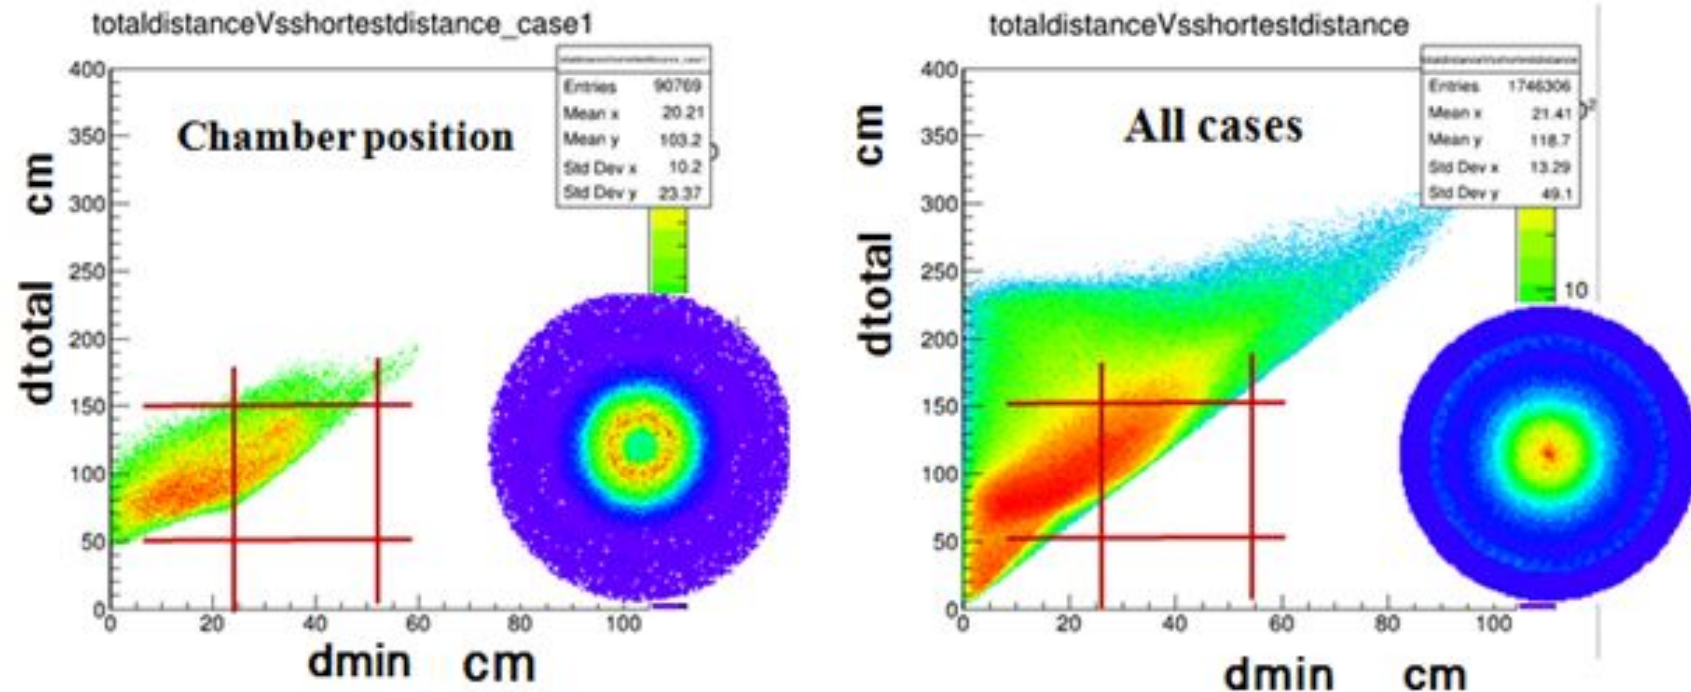 totaldistanceVsshortestdistance_case1
Entries 90769
Mean x 20.21
Mean y 103.2
Std Dev x 10.2
Std Dev y 23.37
Chamber position
dtotal cm
400
350
300
250
200
150
100
50
0
0 20 40 60 80 100
dmin cm
totaldistanceVsshortestdistance
totaldistanceVsshortestdistance
Entries 1746306
Mean x 21.41
Mean y 118.7
Std Dev x 13.29
Std Dev y 49.1
All cases
dtotal cm
400
350
300
250
200
150
100
50
0
10
0 20 40 60 80 100
dmin cm